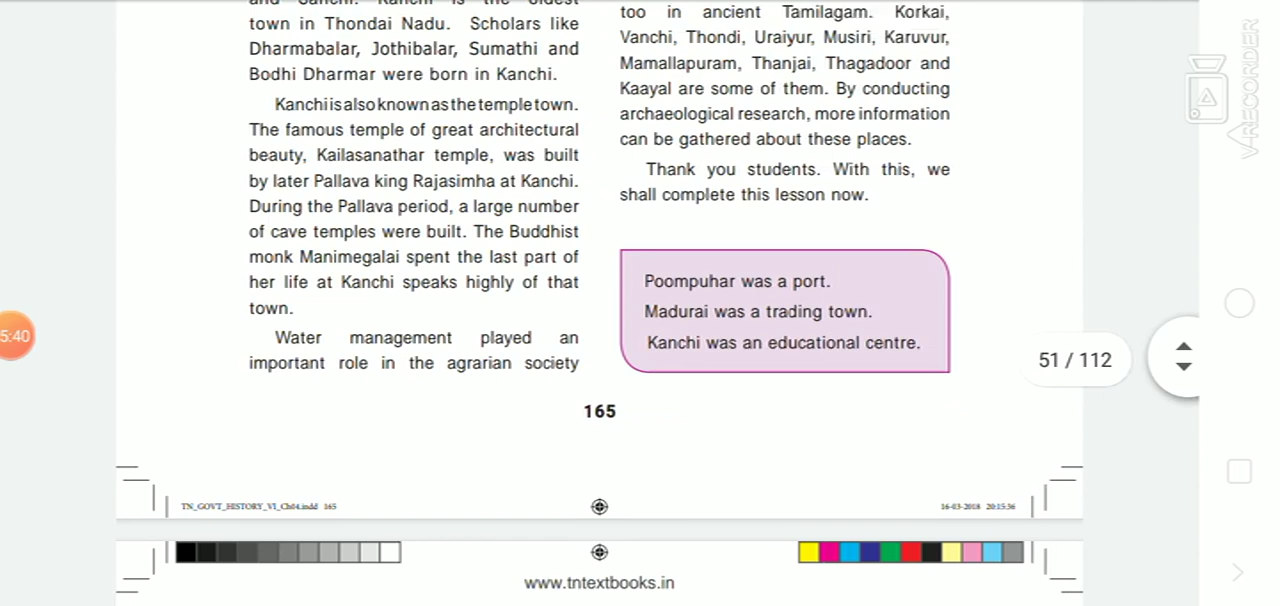 town in Thondai Nadu. Scholars like
Dharmabalar, Jothibalar, Sumathi and
Bodhi Dharmar were born in Kanchi.
Kanchi is also known as the temple town.
The famous temple of great architectural
beauty, Kailasanathar temple, was built
by later Pallava king Rajasimha at Kanchi.
During the Pallava period, a large number
of cave temples were built. The Buddhist
monk Manimegalai spent the last part of
her life at Kanchi speaks highly of that
town.
Water management played an
important role in the agrarian society
too in ancient Tamilagam. Korkai,
Vanchi, Thondi, Uraiyur, Musiri, Karuvur,
Mamallapuram, Thanjai, Thagadoor and
Kaayal are some of them. By conducting
archaeological research, more information
can be gathered about these places.
Thank you students. With this, we
shall complete this lesson now.
Poompuhar was a port.
Madurai was a trading town.
Kanchi was an educational centre.
165
TN_GOVT_HISTORY_VI_Ch04.indd 165
16-03-2018 20:15:36
www.tntextbooks.in
51 / 112
5:40
V RECORDER